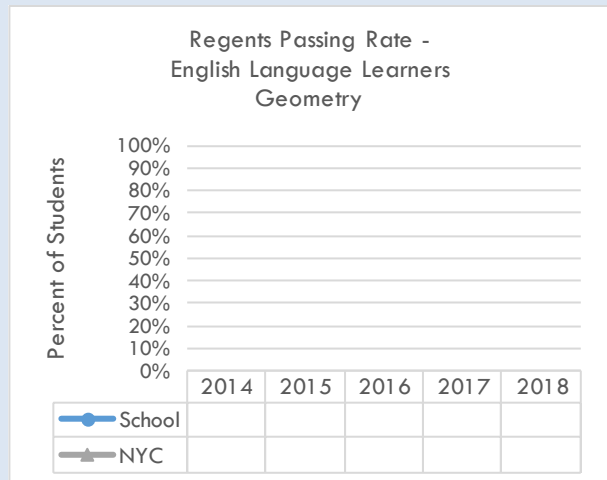 Regents Passing Rate -
English Language Learners
Geometry
Percent of Students
100%
90%
80%
70%
60%
50%
40%
30%
20%
10%
0%
2014 2015 2016 2017 2018
School
NYC